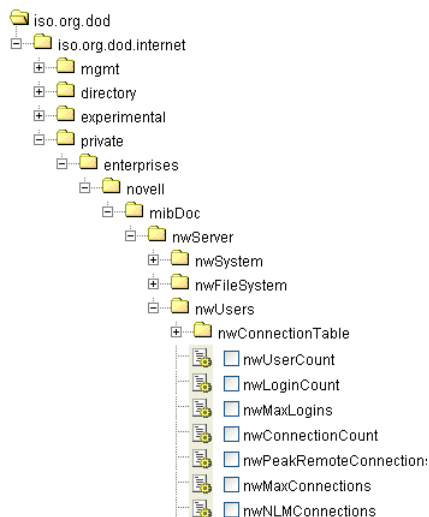 iso.org.dod
iso.org.dod.internet
mgmt
directory
experimental
private
enterprises
novell
mibDoc
nwServer
nwSystem
nwFileSystem
nwUsers
nwConnectionTable
nwUserCount
nwLoginCount
nwMaxLogins
nwConnectionCount
nwPeakRemoteConnections
nwMaxConnections
nwNLMConnections